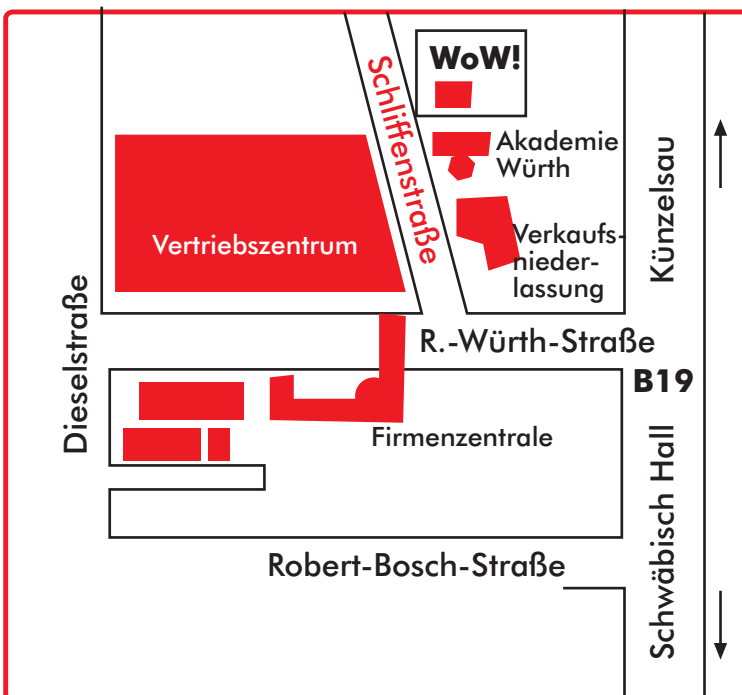 WoW!
Schliffenstraße
Akademie
Würth
Künzelsau
Vertriebszentrum
Verkaufs-
nieder-
lassung
Dieselstraße
R.-Würth-Straße
B19
Firmenzentrale
Schwäbisch Hall
Robert-Bosch-Straße